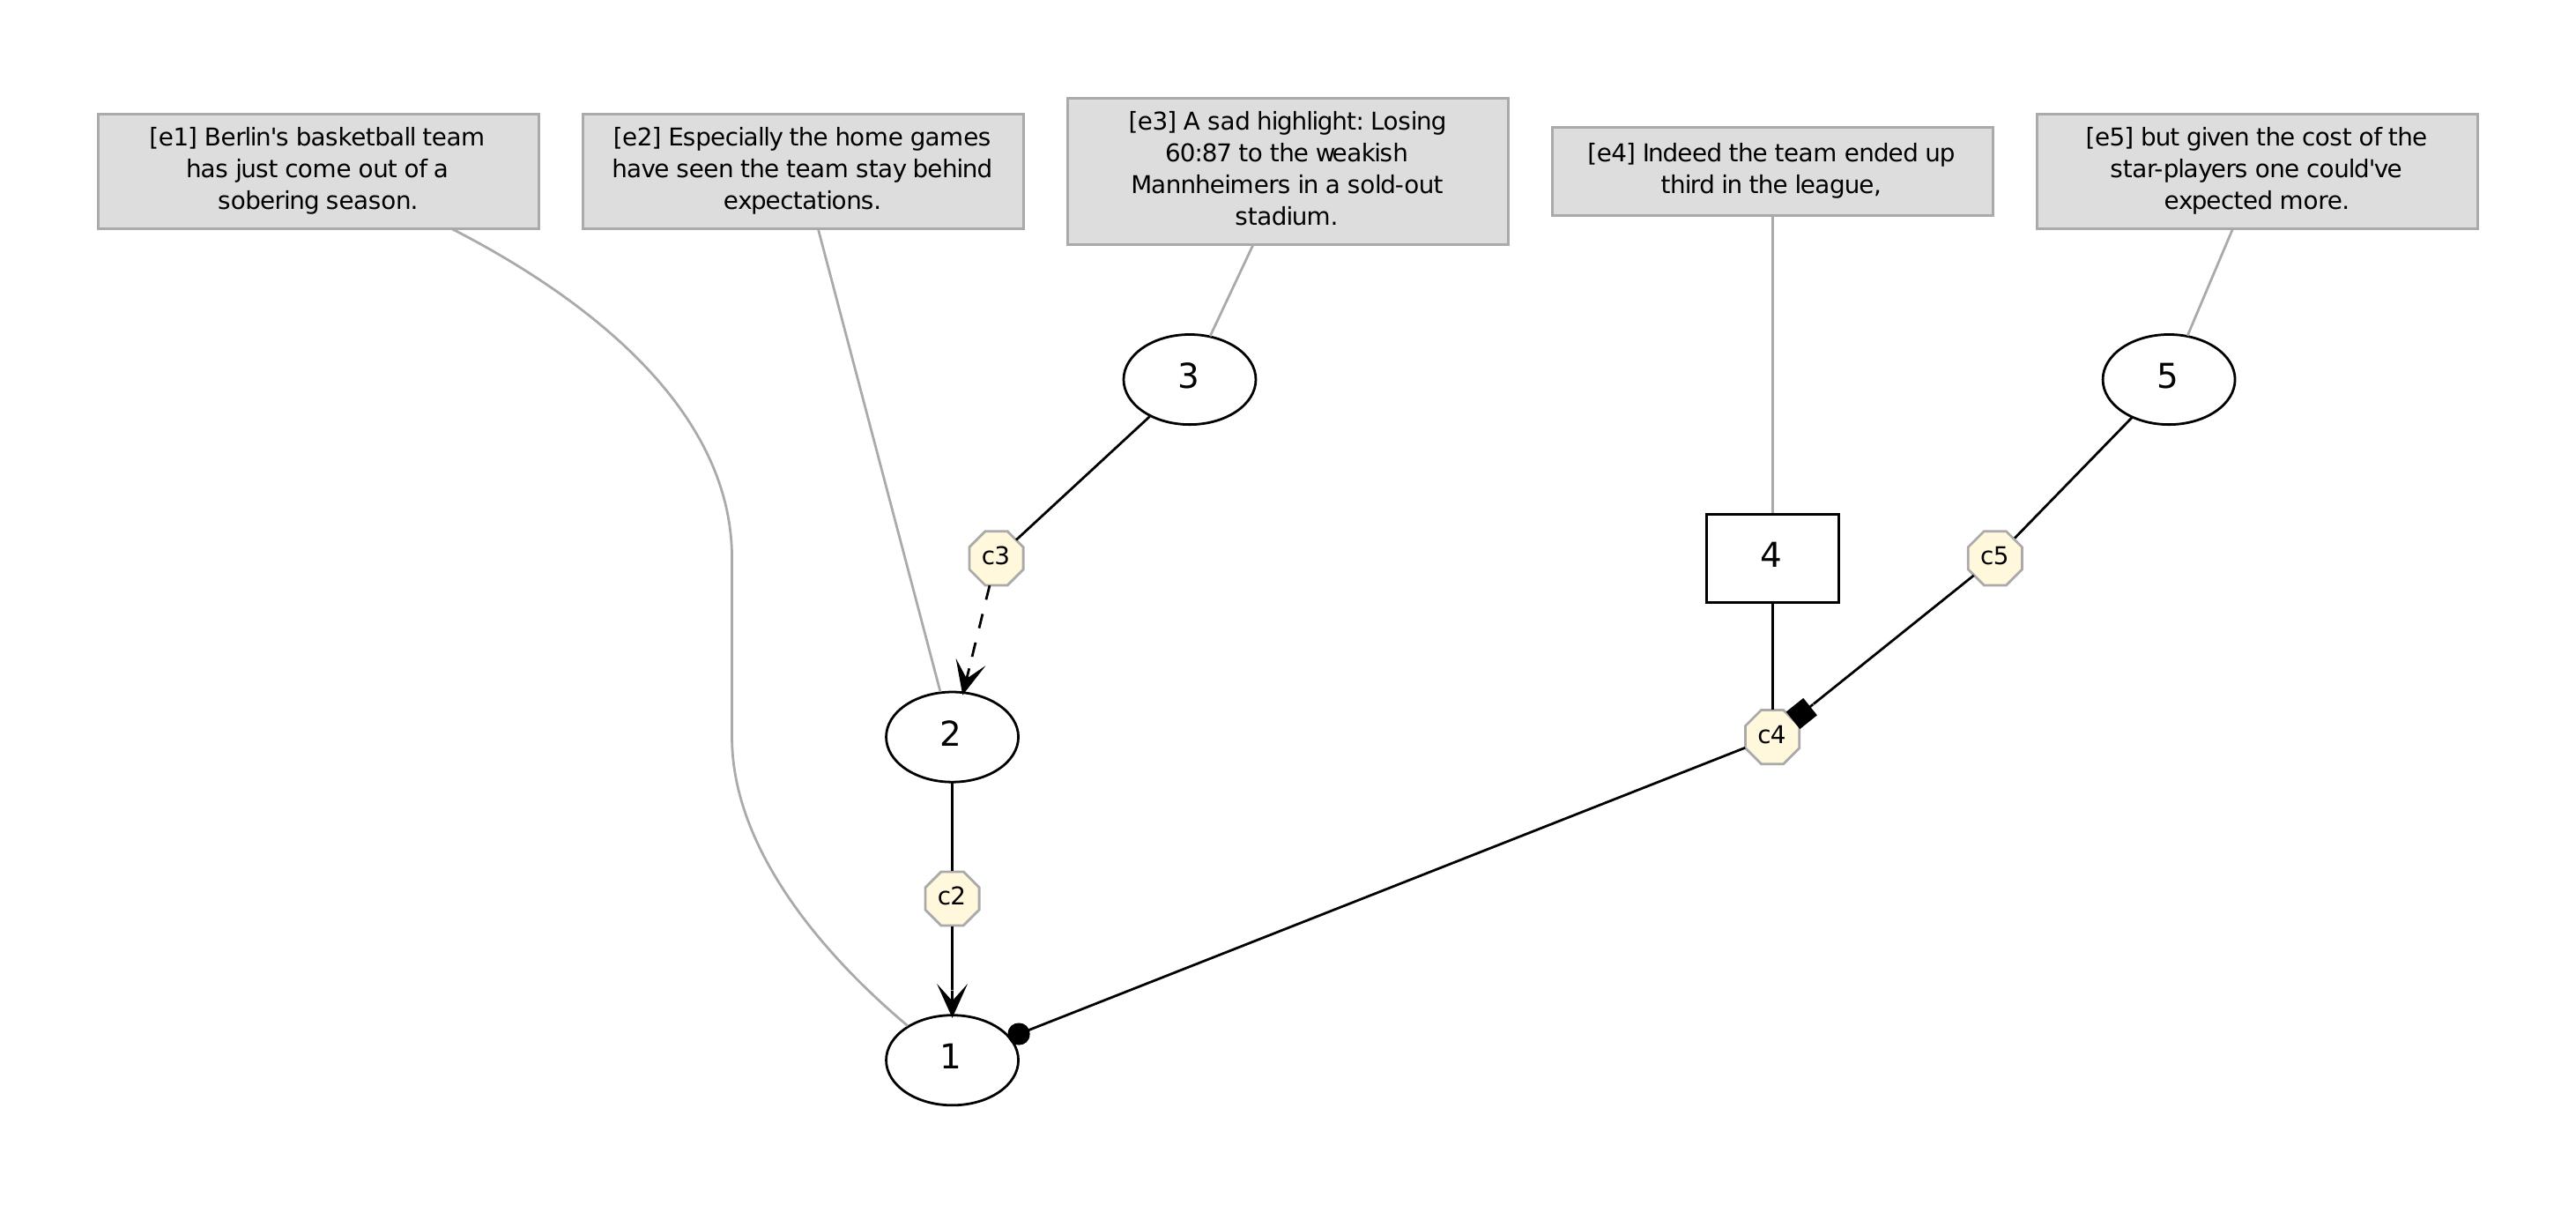 [e1] Berlin's basketball team
has just come out of a
sobering season.
[e2] Especially the home games
have seen the team stay behind
expectations.
[e3] A sad highlight: Losing
60:87 to the weakish
Mannheimers in a sold-out
stadium.
[e4] Indeed the team ended up
third in the league,
[e5] but given the cost of the
star-players one could've
expected more.
3
5
c3
4
c5
2
c4
c2
1